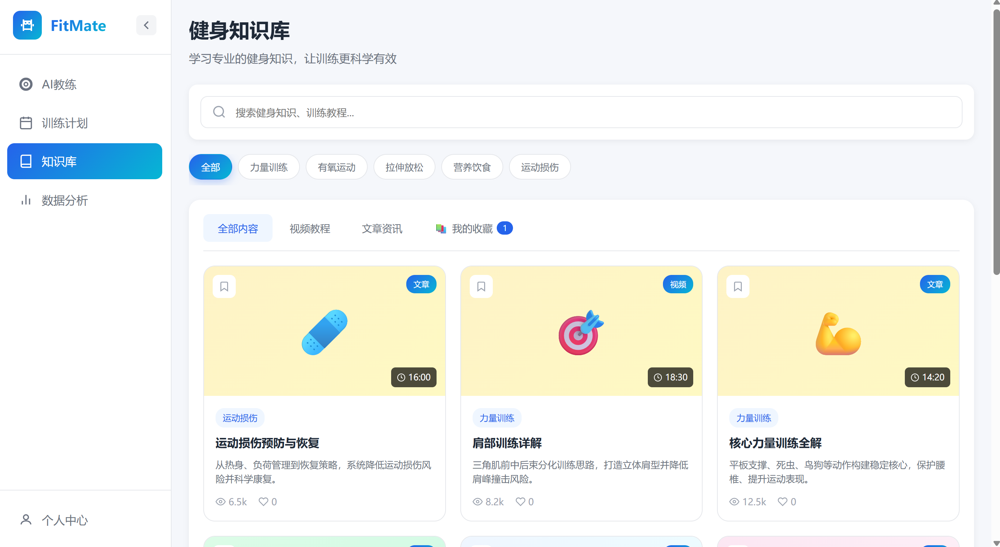 FitMate
AI教练
训练计划
知识库
数据分析
个人中心
健身知识库
学习专业的健身知识，让训练更科学有效
搜索健身知识、训练教程...
全部
力量训练
有氧运动
拉伸放松
营养饮食
运动损伤
全部内容
视频教程
文章资讯
我的收藏 1
文章
16:00
运动损伤
运动损伤预防与恢复
从热身、负荷管理到恢复策略，系统降低运动损伤风
险并科学康复。
6.5k 0
视频
18:30
力量训练
肩部训练详解
三角肌前中后束分化训练思路，打造立体肩型并降低
肩峰撞击风险。
8.2k 0
文章
14:20
力量训练
核心力量训练全解
平板支撑、死虫、鸟狗等动作构建稳定核心，保护腰
椎、提升运动表现。
12.5k 0